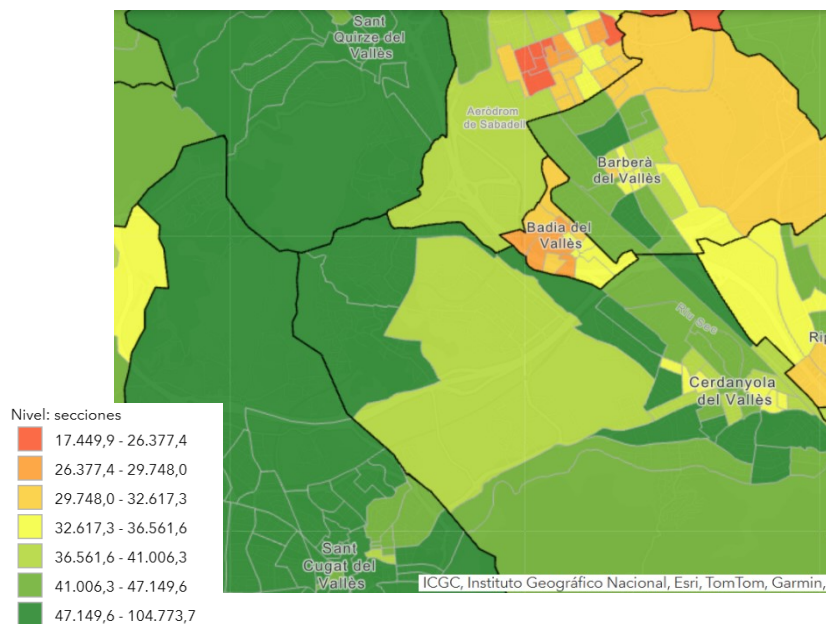 Sant
Quirze del
Vallès
Aeròdrom
de Sabadell
Barberà
del Vallès
Badia del
Vallès
Riu Sec
Cerdanyola
del Vallès
Nivel: secciones
17.449,9 - 26.377,4
26.377,4 - 29.748,0
29.748,0 - 32.617,3
32.617,3 - 36.561,6
36.561,6 - 41.006,3
41.006,3 - 47.149,6
47.149,6 - 104.773,7
Sant
Cugat del
Vallès
ICGC, Instituto Geográfico Nacional, Esri, TomTom, Garmin,